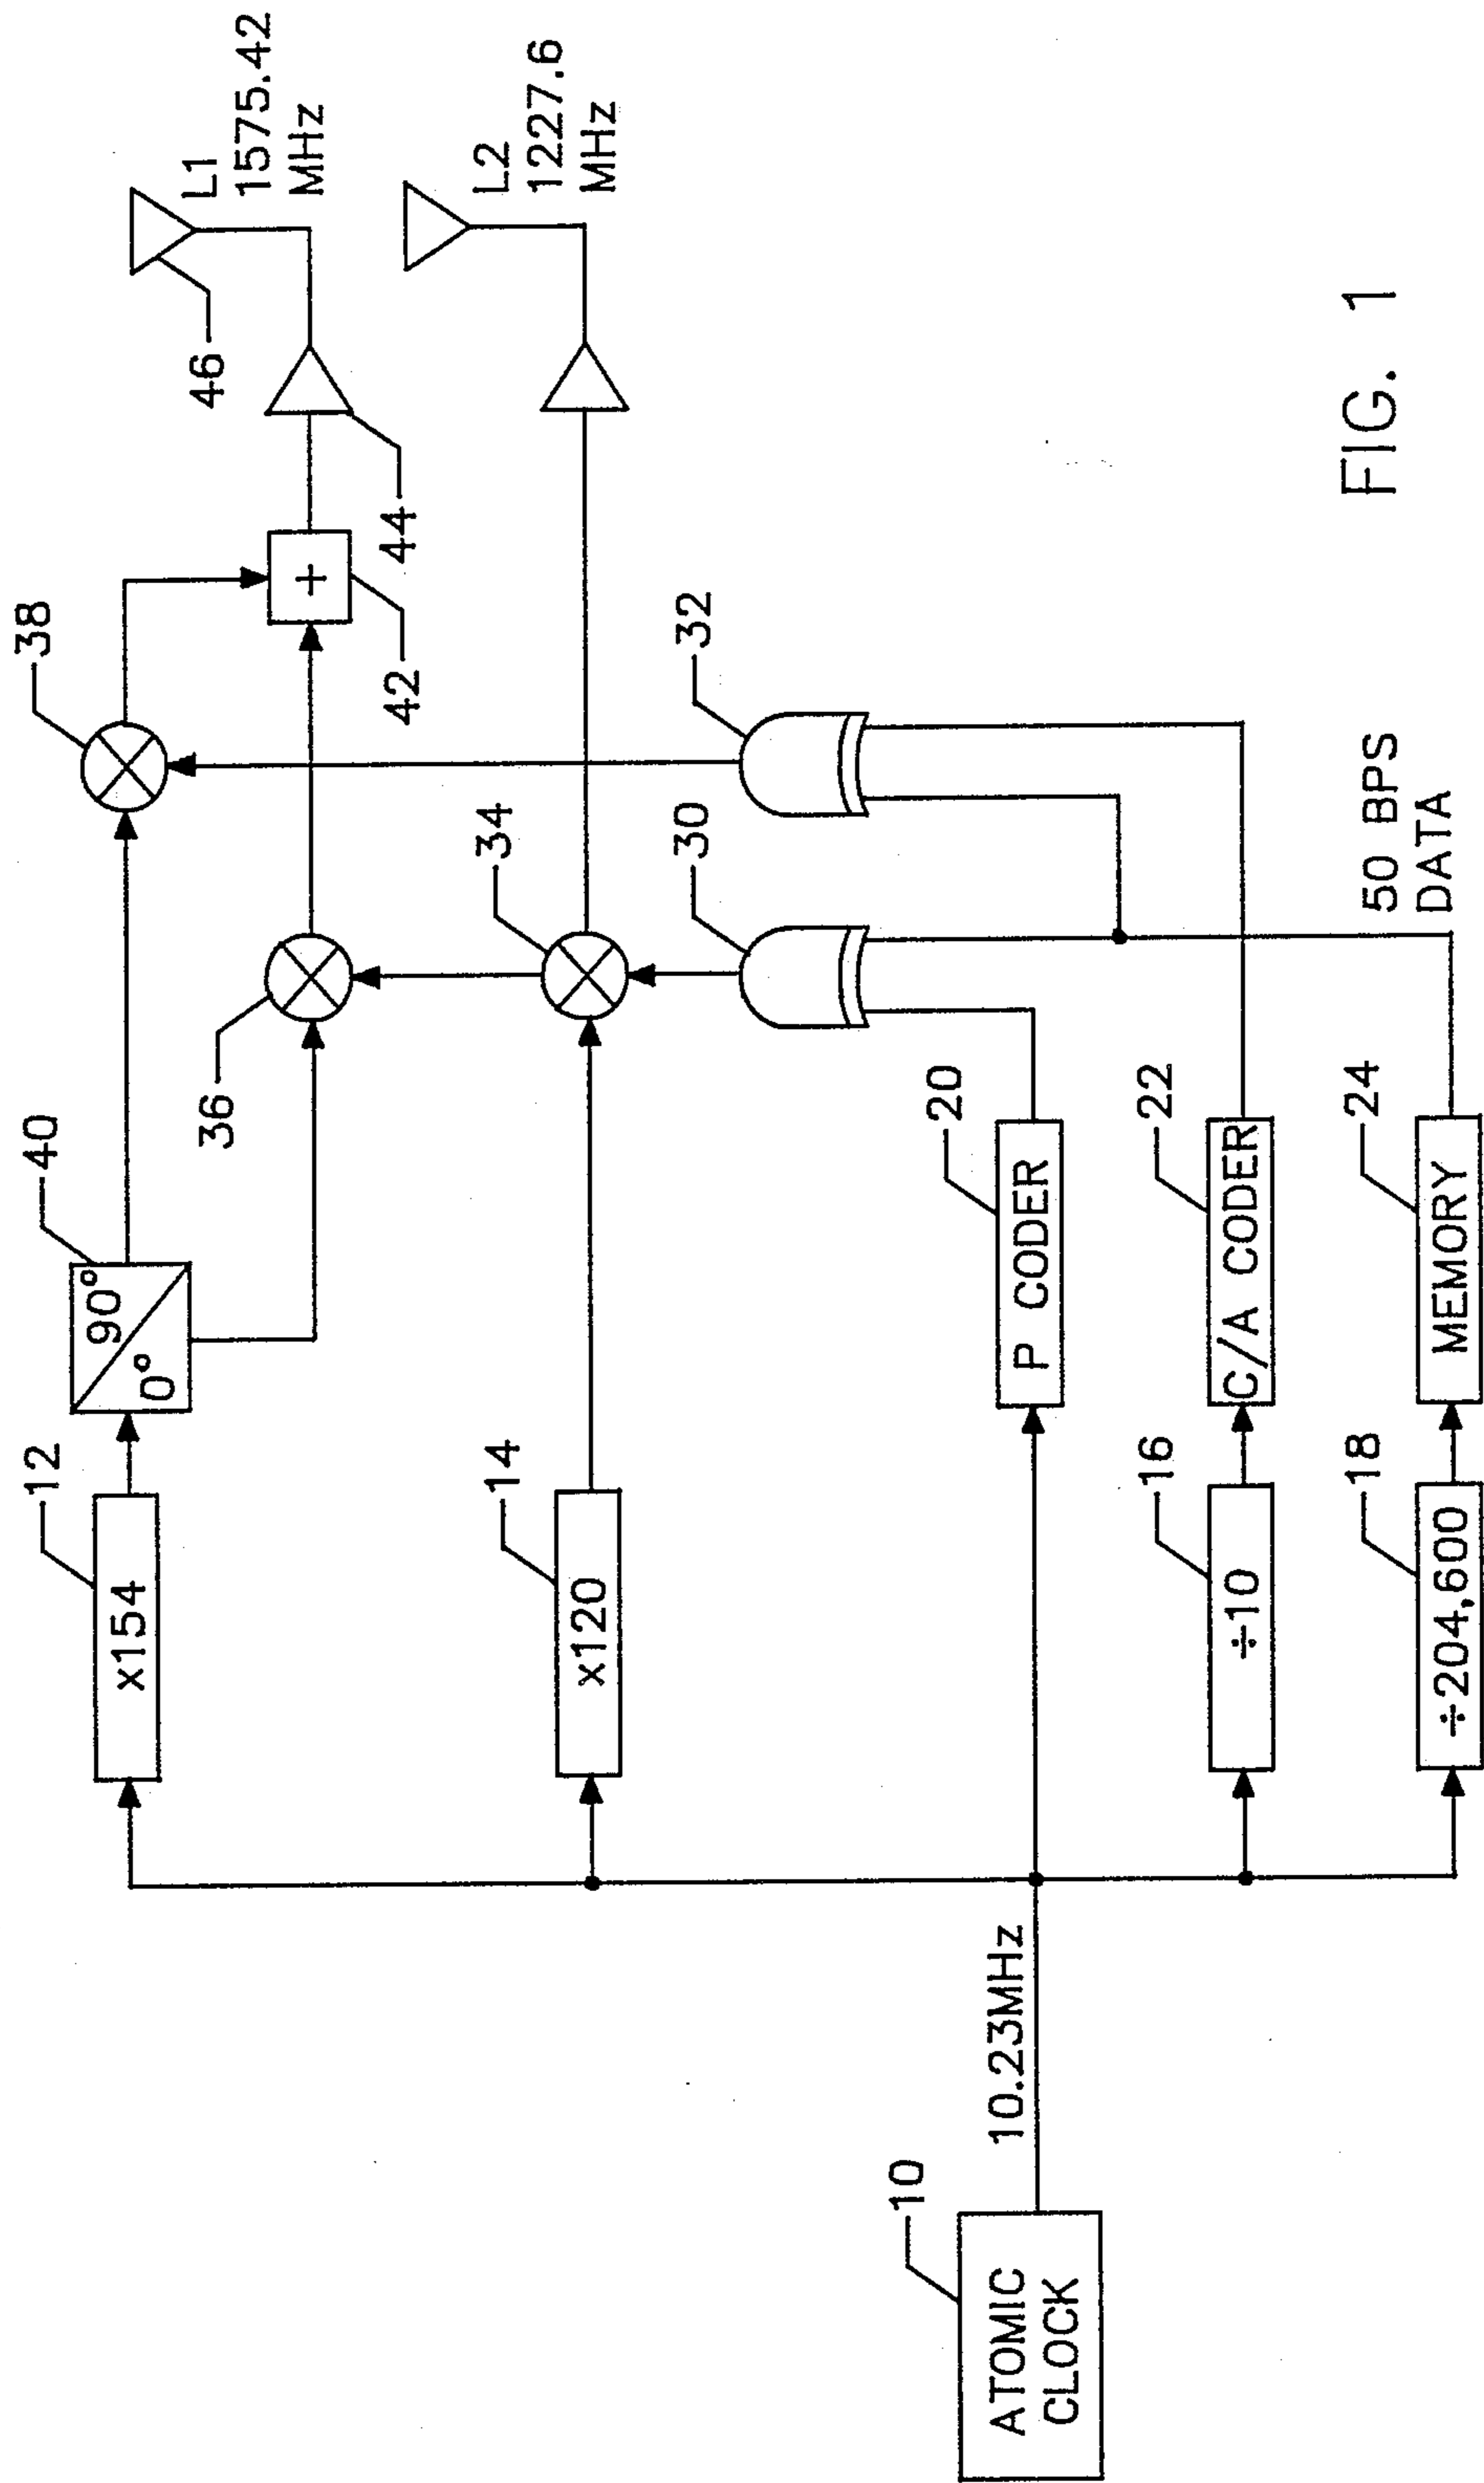 ATOMIC
CLOCK
10
10.23MHz
x154
12
x120
14
÷10
16
÷204,600
18
90°
0°
40
P CODER
20
C/A CODER
22
MEMORY
24
50 BPS
DATA
36
34
30
38
32
42
44
46
L1
1575.42
MHz
L2
1227.6
MHz
FIG. 1
+